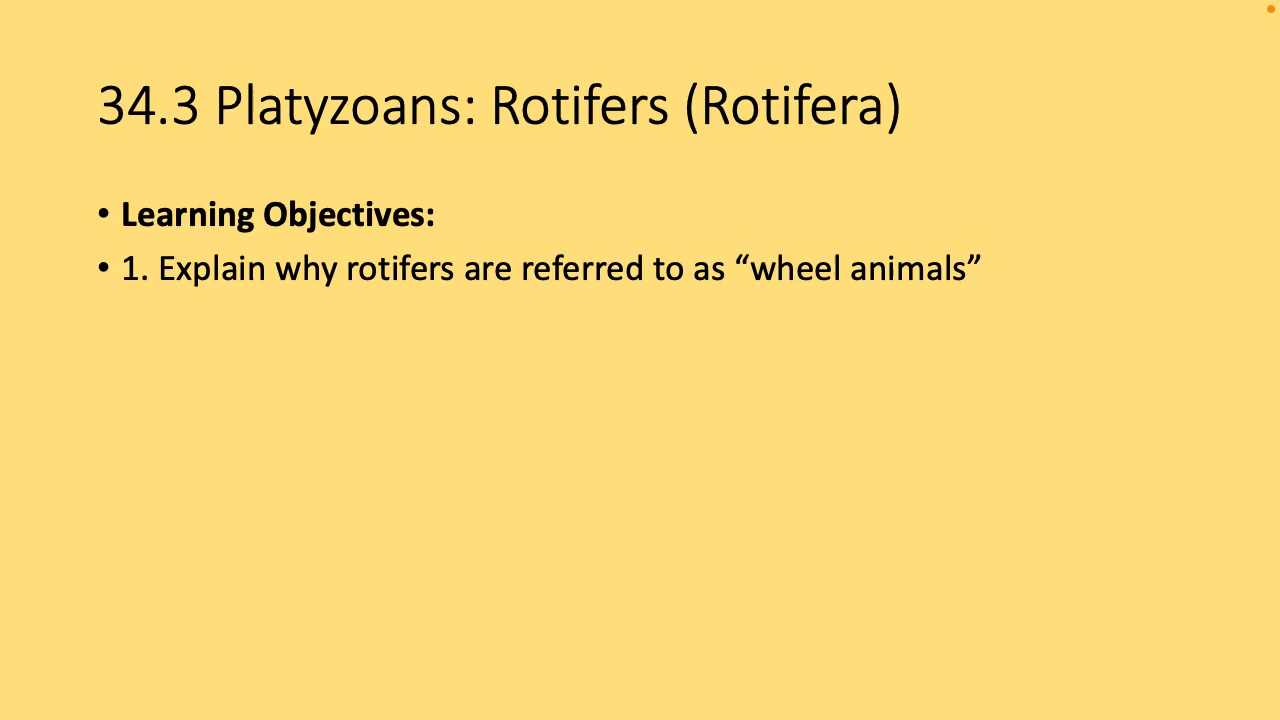 34.3 Platyzoans: Rotifers (Rotifera)
• Learning Objectives:
• 1. Explain why rotifers are referred to as “wheel animals”